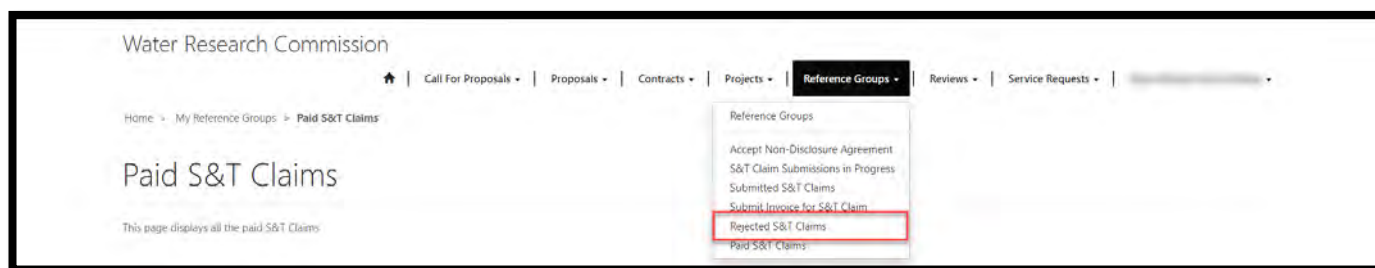 Water Research Commission
Call For Proposals | Proposals | Contracts | Projects | Reference Groups | Reviews | Service Requests |
Home > My Reference Groups > Paid S&T Claims
Paid S&T Claims
This page displays all the paid S&T Claims
Reference Groups
Accept Non-Disclosure Agreement
S&T Claim Submissions in Progress
Submitted S&T Claims
Submit Invoice for S&T Claim
Rejected S&T Claims
Paid S&T Claims